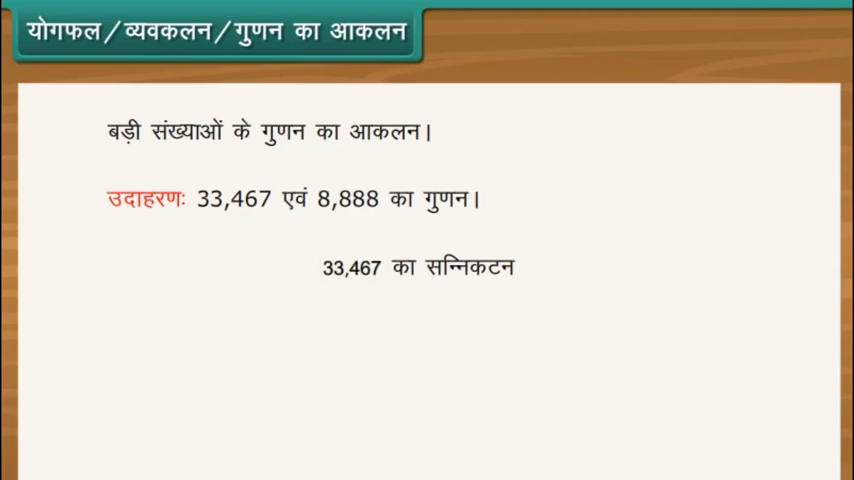 योगफल/व्यवकलन/गुणन का आकलन
बड़ी संख्याओं के गुणन का आकलन।
उदाहरणः 33,467 एवं 8,888 का गुणन।
33,467 का सन्निकटन